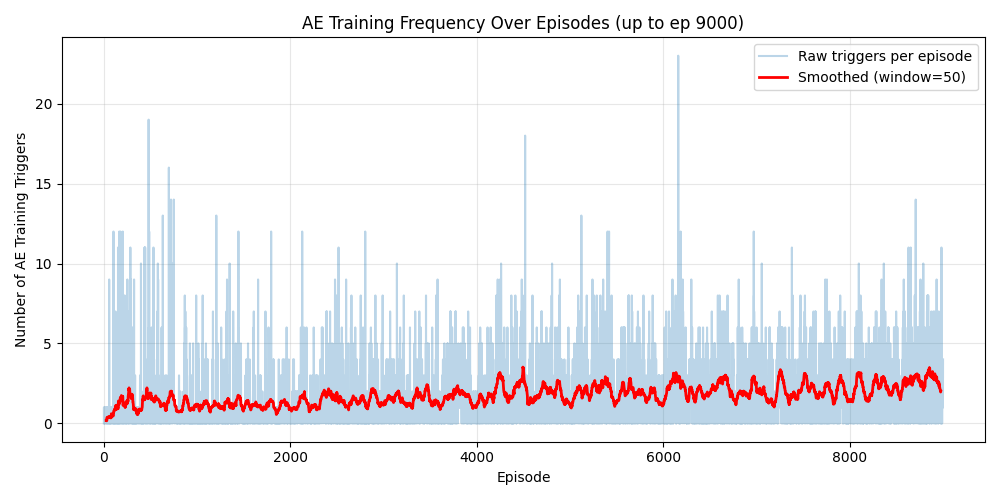 AE Training Frequency Over Episodes (up to ep 9000)
Raw triggers per episode
Smoothed (window=50)
Number of AE Training Triggers
20
15
10
5
0
0 2000 4000 6000 8000
Episode